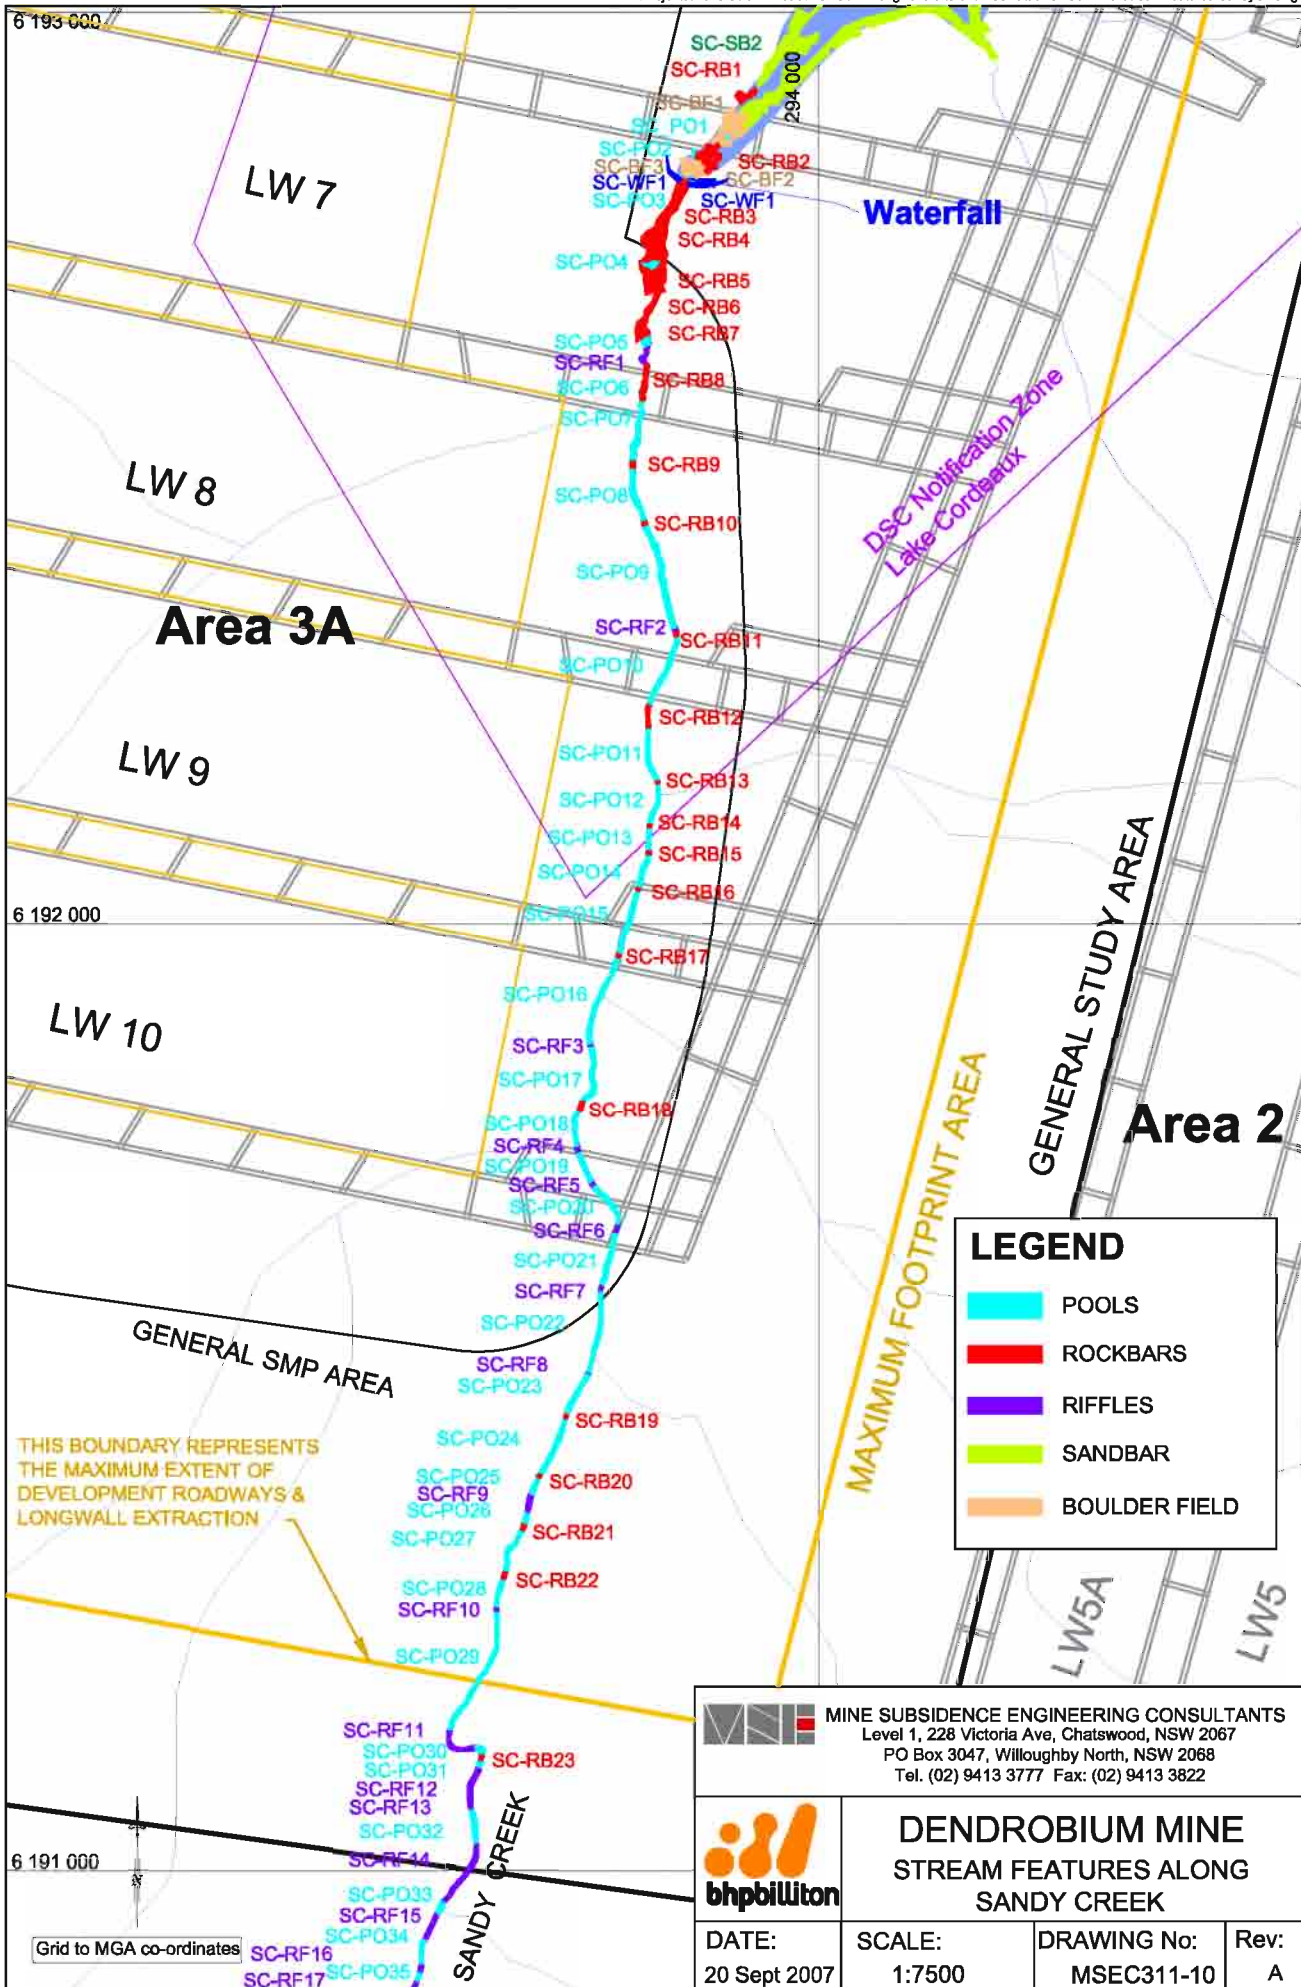 6 193 000
SC-SB2
SC-RB1
294 000
SC-BF1
SC-PO1
SC-PO2
SC-RB2
SC-BF3
SC-BF2
SC-WF1
SC-WF1
SC-PO3
Waterfall
SC-RB3
LW 7
SC-RB4
SC-PO4
SC-RB5
SC-RB6
SC-RB7
SC-PO5
SC-RF1
SC-RB8
SC-PO6
SC-PO7
DSC Notification Zone
Lake Cordeaux
SC-RB9
LW 8
SC-PO8
SC-RB10
SC-PO9
Area 3A
SC-RF2
SC-RB11
SC-PO10
SC-RB12
SC-PO11
LW 9
SC-RB13
SC-PO12
SC-RB14
SC-PO13
SC-RB15
SC-PO14
SC-RB16
6 192 000
SC-PO15
SC-RB17
SC-PO16
LW 10
SC-RF3
SC-PO17
SC-RB18
SC-PO18
SC-RF4
SC-PO19
SC-RF5
SC-PO20
SC-RF6
SC-PO21
SC-RF7
SC-PO22
GENERAL STUDY AREA
Area 2
MAXIMUM FOOTPRINT AREA
LEGEND
POOLS
ROCKBARS
RIFFLES
SANDBAR
BOULDER FIELD
GENERAL SMP AREA
SC-RF8
SC-PO23
SC-RB19
SC-PO24
THIS BOUNDARY REPRESENTS
THE MAXIMUM EXTENT OF
DEVELOPMENT ROADWAYS &
LONGWALL EXTRACTION
SC-PO25
SC-RB20
SC-RF9
SC-PO26
SC-RB21
SC-PO27
SC-RB22
SC-PO28
SC-RF10
LW5A
LW5
SC-PO29
SC-RF11
SC-PO30
SC-RB23
SC-PO31
SC-RF12
SC-RF13
SC-PO32
SC-RF14
6 191 000
SC-PO33
SC-RF15
SC-PO34
SC-RF16
SC-PO35
SC-RF17
SANDY CREEK
N
Grid to MGA co-ordinates
MSE
MINE SUBSIDENCE ENGINEERING CONSULTANTS
Level 1, 228 Victoria Ave, Chatswood, NSW 2067
PO Box 3047, Willoughby North, NSW 2068
Tel. (02) 9413 3777 Fax: (02) 9413 3822
bhpbilliton
DENDROBIUM MINE
STREAM FEATURES ALONG
SANDY CREEK
DATE:
20 Sept 2007
SCALE:
1:7500
DRAWING No:
MSEC311-10
Rev:
A